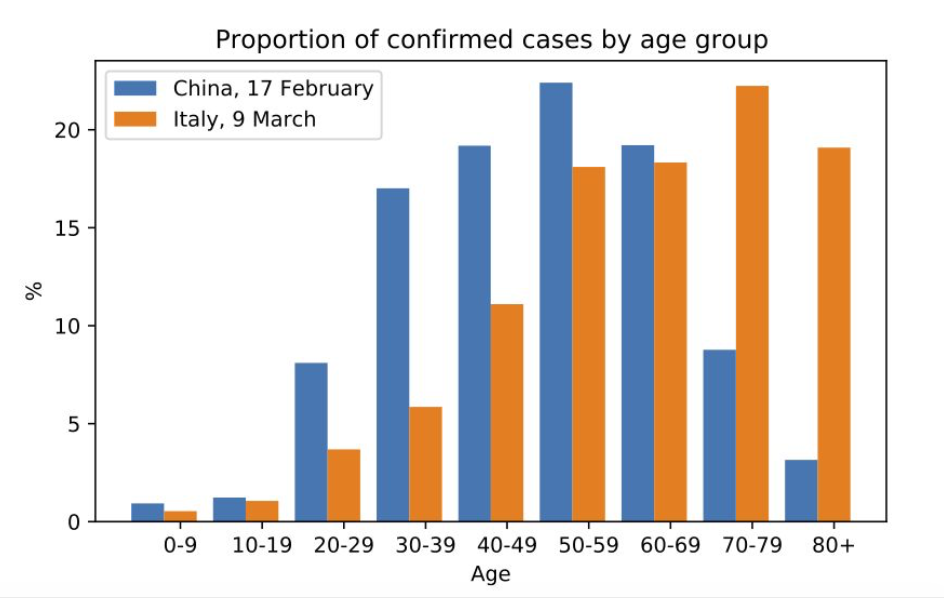 Proportion of confirmed cases by age group
China, 17 February
Italy, 9 March
20
15
10
5
0
%
0-9 10-19 20-29 30-39 40-49 50-59 60-69 70-79 80+
Age